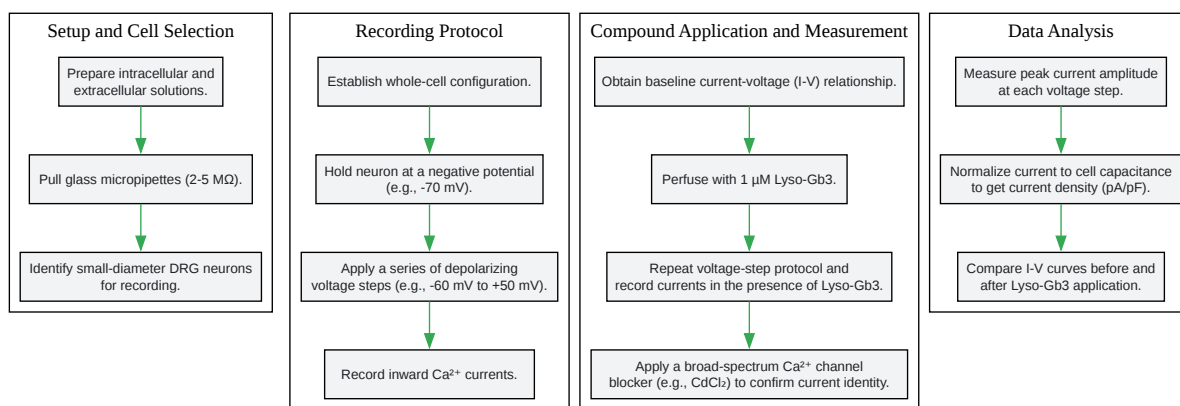 Setup and Cell Selection
Prepare intracellular and
extracellular solutions.
Pull glass micropipettes (2-5 MΩ).
Identify small-diameter DRG neurons
for recording.
Recording Protocol
Establish whole-cell configuration.
Hold neuron at a negative potential
(e.g., -70 mV).
Apply a series of depolarizing
voltage steps (e.g., -60 mV to +50 mV).
Record inward Ca²⁺ currents.
Compound Application and Measurement
Obtain baseline current-voltage (I-V) relationship.
Perfuse with 1 µM Lyso-Gb3.
Repeat voltage-step protocol and
record currents in the presence of Lyso-Gb3.
Apply a broad-spectrum Ca²⁺ channel
blocker (e.g., CdCl₂) to confirm current identity.
Data Analysis
Measure peak current amplitude
at each voltage step.
Normalize current to cell capacitance
to get current density (pA/pF).
Compare I-V curves before and
after Lyso-Gb3 application.